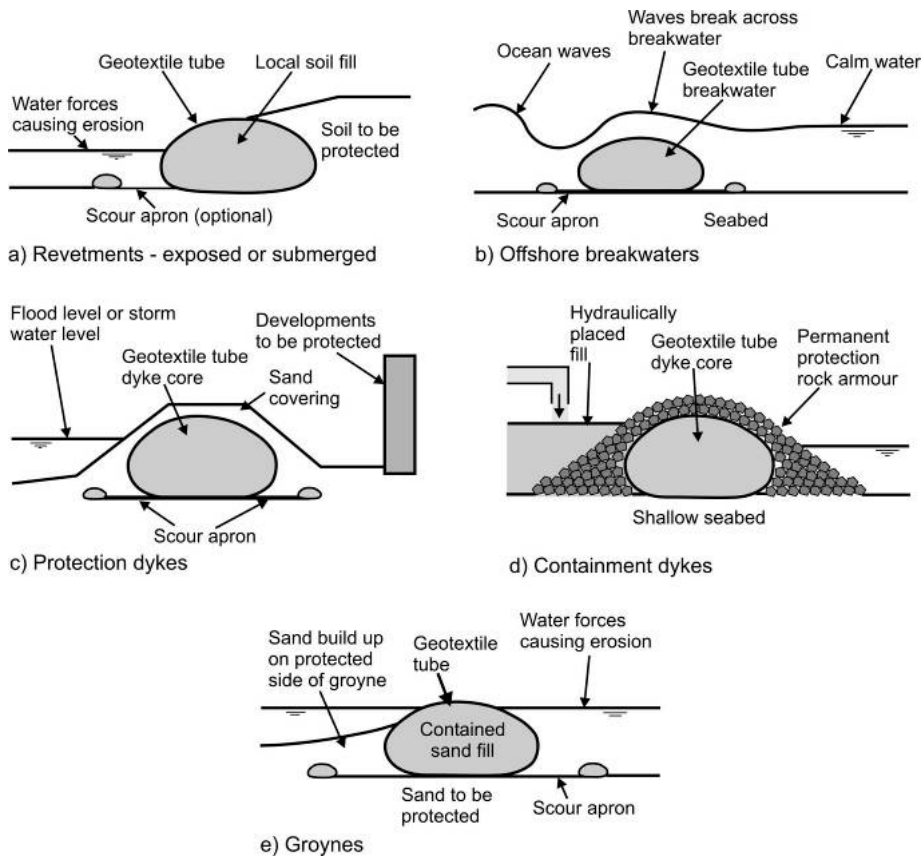 Geotextile tube
Local soil fill
Water forces
causing erosion
Soil to be
protected
Scour apron (optional)
a) Revetments - exposed or submerged
Ocean waves
Waves break across
breakwater
Geotextile tube
breakwater
Calm water
Scour apron
Seabed
b) Offshore breakwaters
Flood level or storm
water level
Geotextile tube
dyke core
Sand
covering
Developments
to be protected
Scour apron
c) Protection dykes
Hydraulically
placed
fill
Geotextile tube
dyke core
Permanent
protection
rock armour
Shallow seabed
d) Containment dykes
Sand build up
on protected
side of groyne
Geotextile
tube
Water forces
causing erosion
Contained
sand fill
Sand to be
protected
Scour apron
e) Groynes